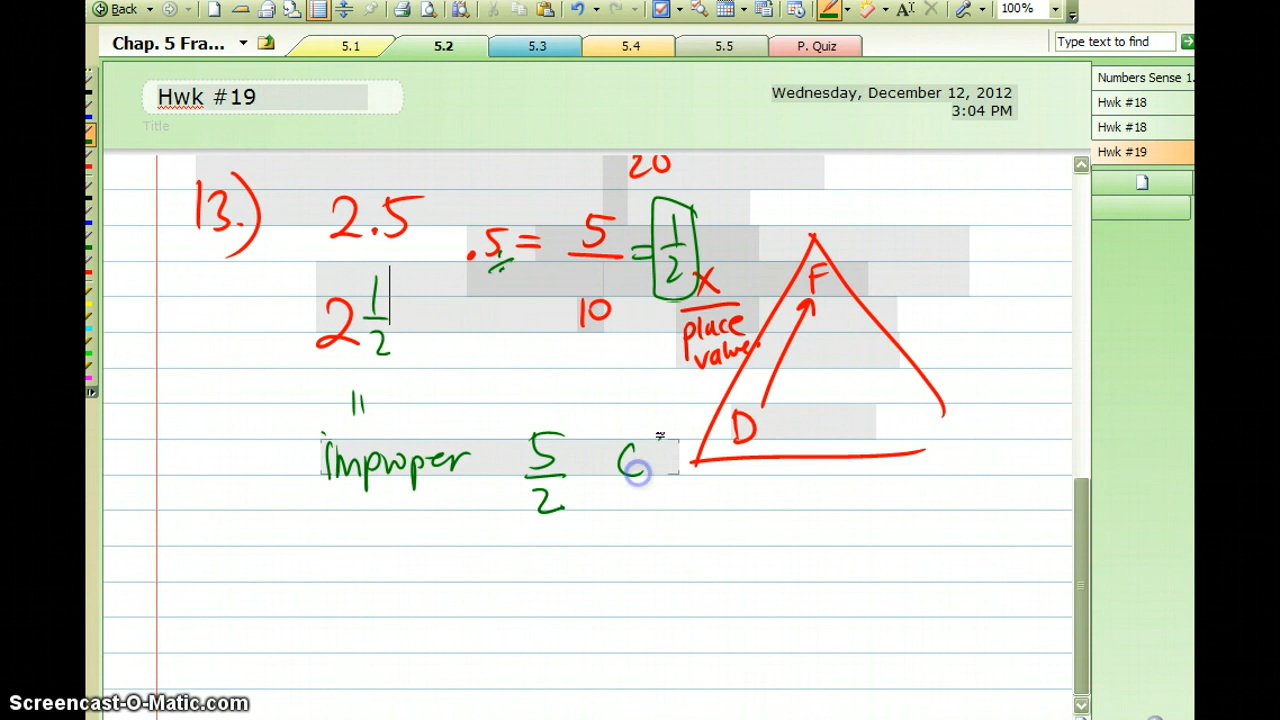 Back
100%
Chap. 5 Fra...
5.1
5.2
5.3
5.4
5.5
P. Quiz
Type text to find
Hwk #19
Title
Wednesday, December 12, 2012
3:04 PM
Numbers Sense 1.
Hwk #18
Hwk #18
Hwk #19
20
13.) 2.5
.5 = 5/10 = 1/2
x/place value
F
2 1/2
D
=
improper 5/2 C
Screencast-O-Matic.com